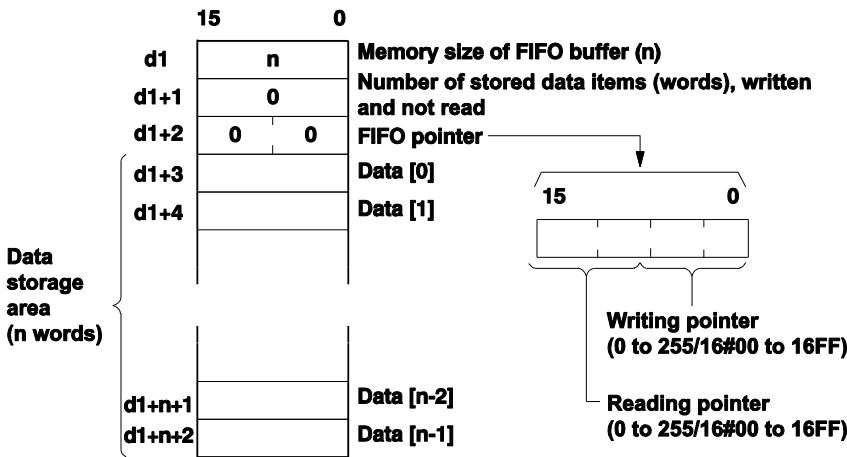 15 0
d1 n Memory size of FIFO buffer (n)
d1+1 0 Number of stored data items (words), written
and not read
d1+2 0 0 FIFO pointer
d1+3 Data [0]
d1+4 Data [1]
15 0
Data
storage
area
(n words)
Writing pointer
(0 to 255/16#00 to 16FF)
d1+n+1 Data [n-2]
d1+n+2 Data [n-1]
Reading pointer
(0 to 255/16#00 to 16FF)